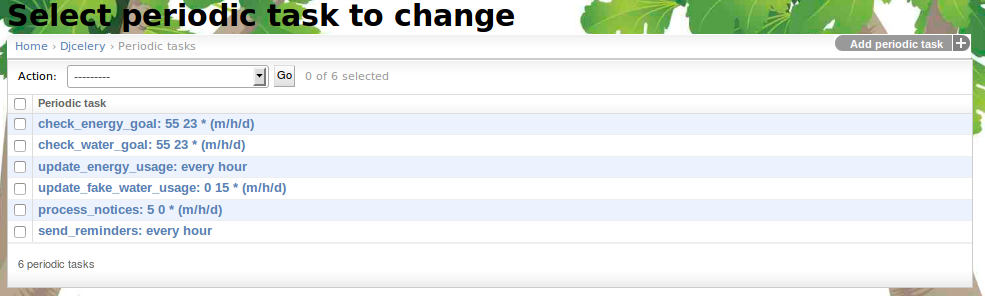 Select periodic task to change
Home › Djcelery › Periodic tasks
Add periodic task +
Action: --------- Go 0 of 6 selected
Periodic task
check_energy_goal: 55 23 * (m/h/d)
check_water_goal: 55 23 * (m/h/d)
update_energy_usage: every hour
update_fake_water_usage: 0 15 * (m/h/d)
process_notices: 5 0 * (m/h/d)
send_reminders: every hour
6 periodic tasks